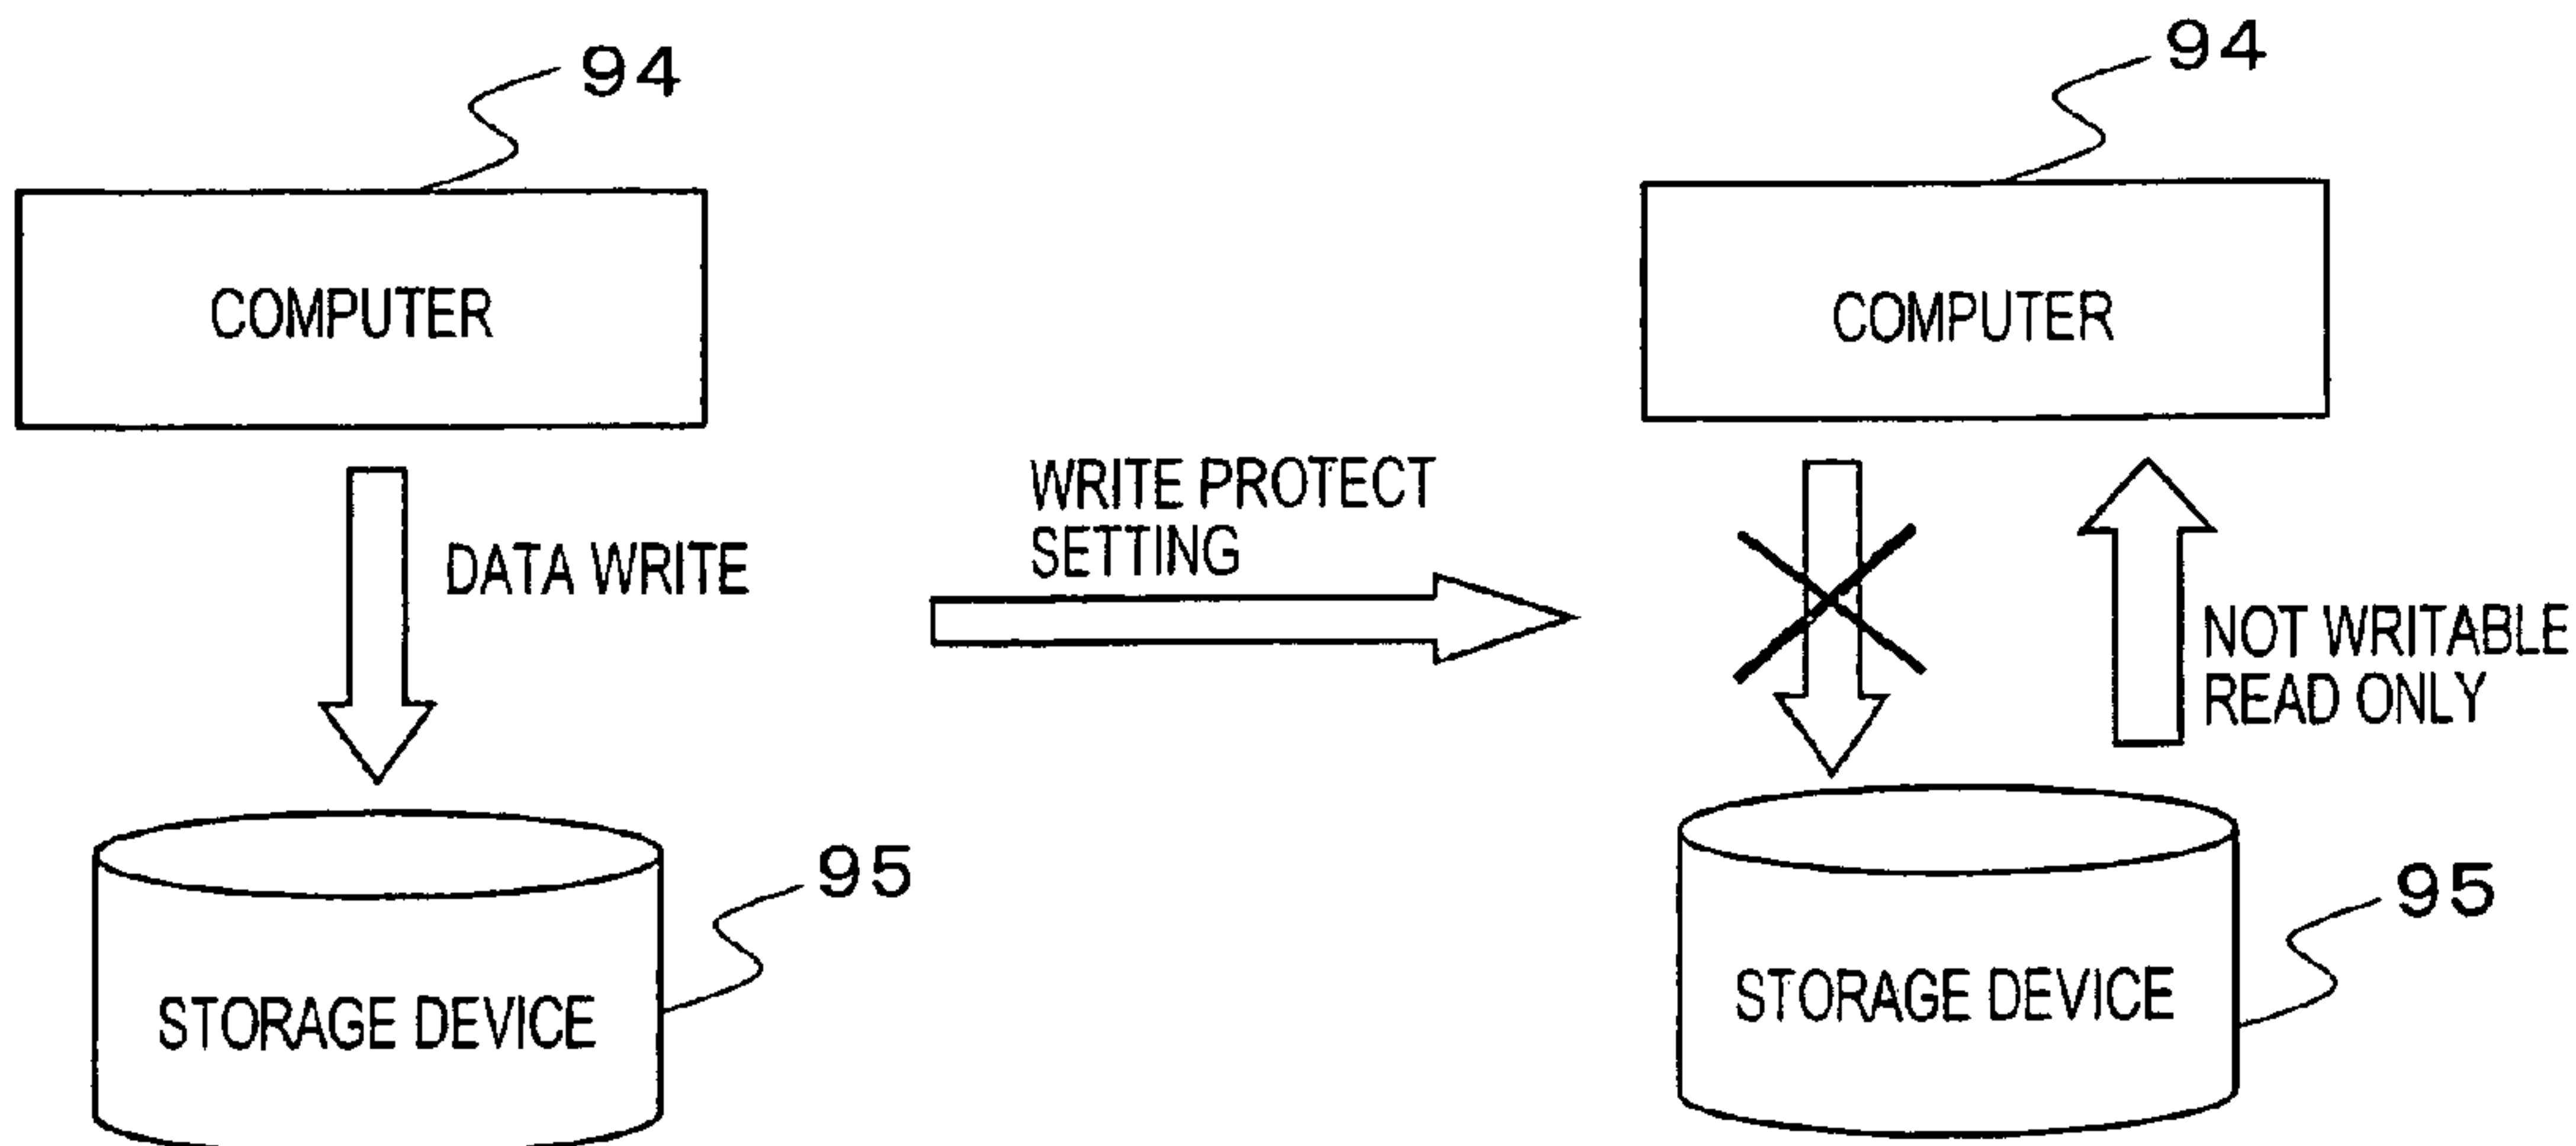 94
COMPUTER
DATA WRITE
95
STORAGE DEVICE
WRITE PROTECT
SETTING
94
COMPUTER
NOT WRITABLE
READ ONLY
95
STORAGE DEVICE